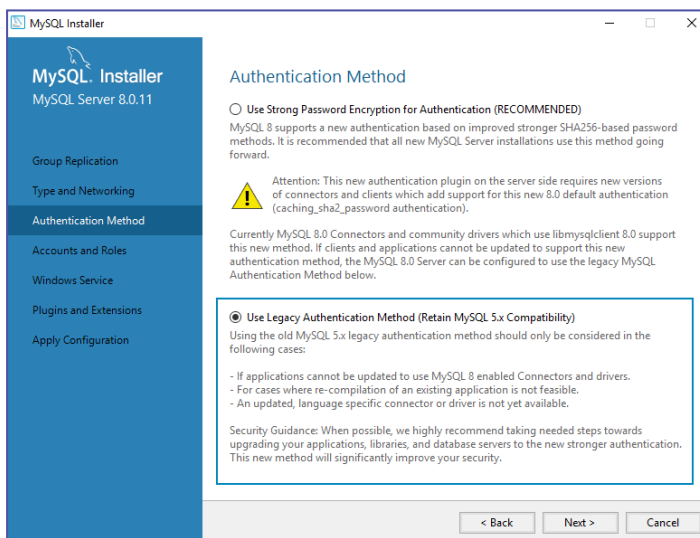 MySQL Installer
MySQL. Installer
MySQL Server 8.0.11
Group Replication
Type and Networking
Authentication Method
Accounts and Roles
Windows Service
Plugins and Extensions
Apply Configuration
Authentication Method
Use Strong Password Encryption for Authentication (RECOMMENDED)
MySQL 8 supports a new authentication based on improved stronger SHA256-based password
methods. It is recommended that all new MySQL Server installations use this method going
forward.
Attention: This new authentication plugin on the server side requires new versions
of connectors and clients which add support for this new 8.0 default authentication
(caching_sha2_password authentication).
Currently MySQL 8.0 Connectors and community drivers which use libmysqlclient 8.0 support
this new method. If clients and applications cannot be updated to support this new
authentication method, the MySQL 8.0 Server can be configured to use the legacy MySQL
Authentication Method below.
Use Legacy Authentication Method (Retain MySQL 5.x Compatibility)
Using the old MySQL 5.x legacy authentication method should only be considered in the
following cases:
- If applications cannot be updated to use MySQL 8 enabled Connectors and drivers.
- For cases where re-compilation of an existing application is not feasible.
- An updated, language specific connector or driver is not yet available.
Security Guidance: When possible, we highly recommend taking needed steps towards
upgrading your applications, libraries, and database servers to the new stronger authentication.
This new method will significantly improve your security.
< Back
Next >
Cancel